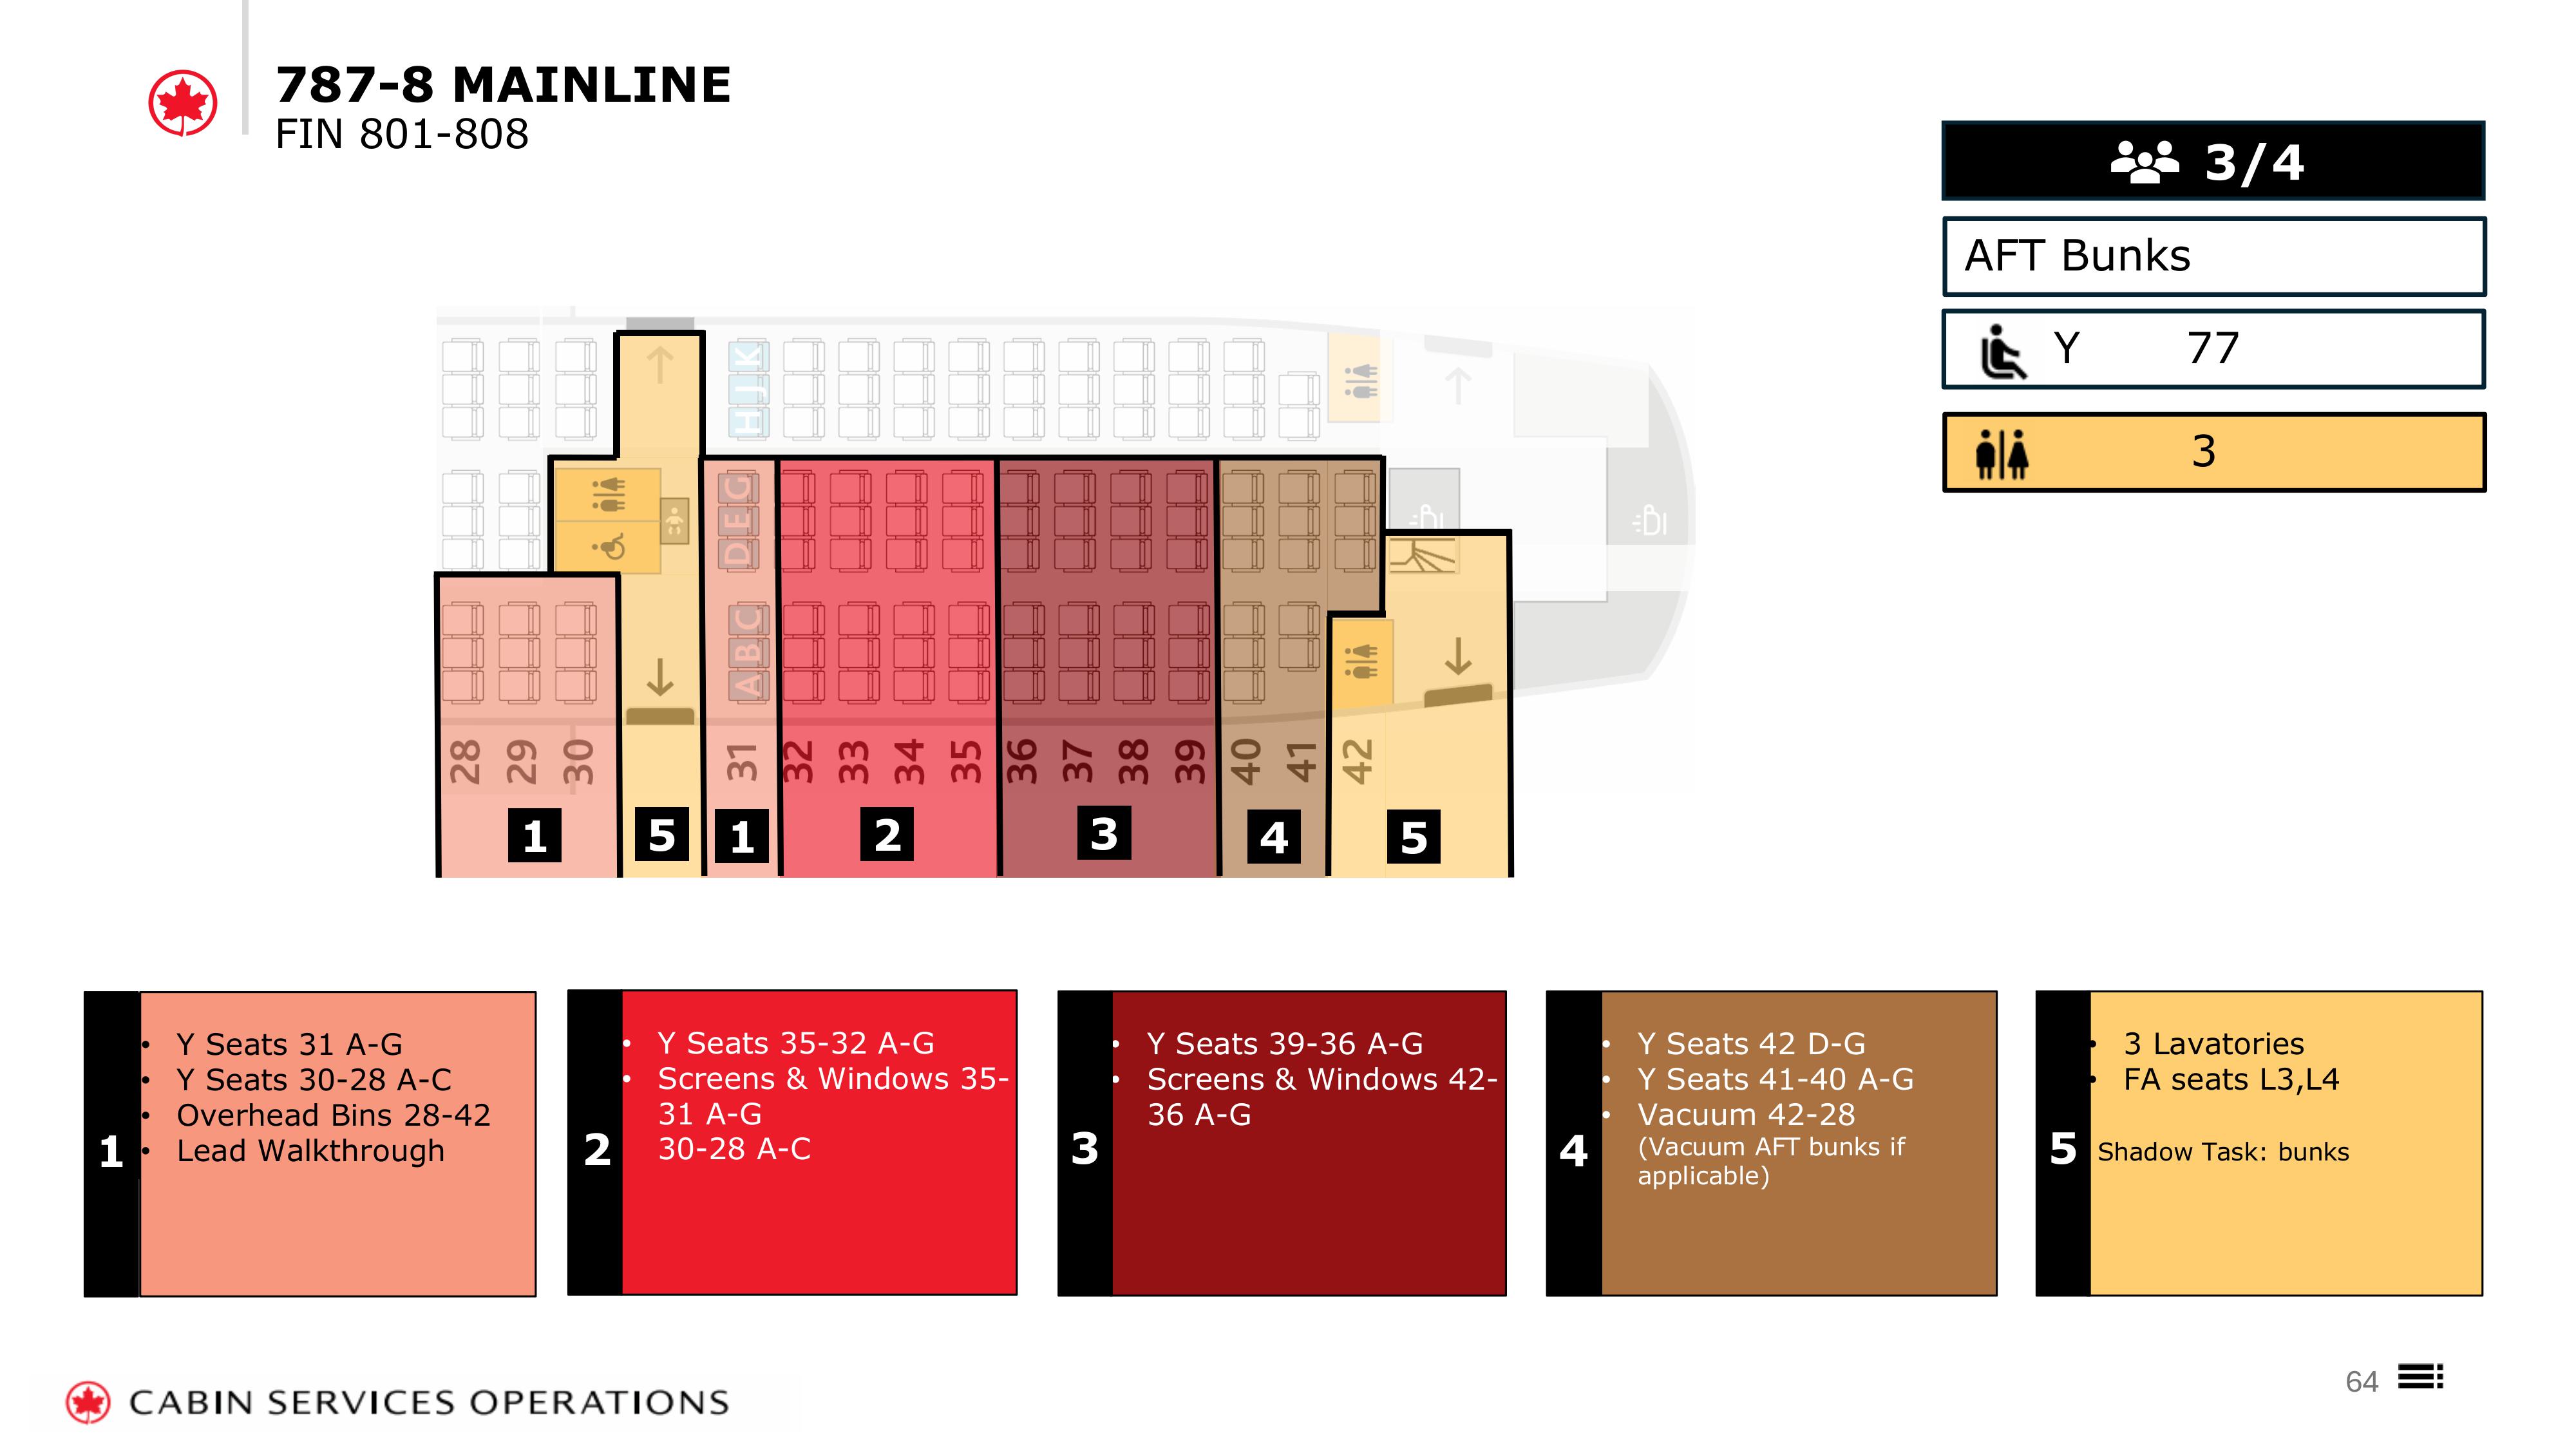 787-8 MAINLINE
FIN 801-808
3/4
AFT Bunks
Y 77
3
K
J
H
G
E
D
C
B
A
28 29 30 31 32 33 34 35 36 37 38 39 40 41 42
1 5 1 2 3 4 5
1
• Y Seats 31 A-G
• Y Seats 30-28 A-C
• Overhead Bins 28-42
• Lead Walkthrough
2
• Y Seats 35-32 A-G
• Screens & Windows 35-
31 A-G
30-28 A-C
3
• Y Seats 39-36 A-G
• Screens & Windows 42-
36 A-G
4
• Y Seats 42 D-G
• Y Seats 41-40 A-G
• Vacuum 42-28
(Vacuum AFT bunks if
applicable)
5
• 3 Lavatories
• FA seats L3,L4
Shadow Task: bunks
CABIN SERVICES OPERATIONS
64